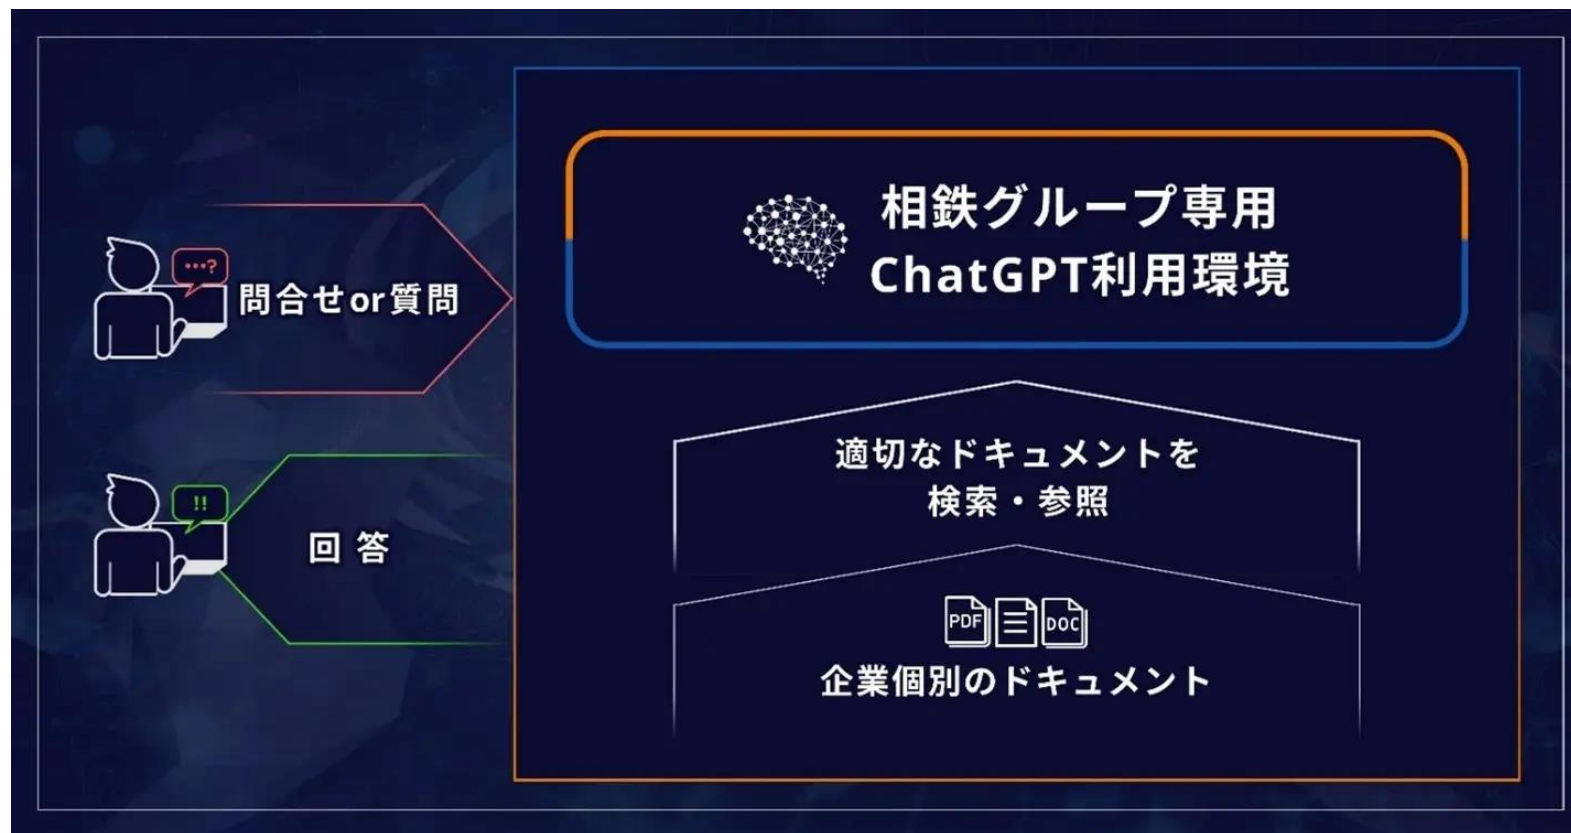 相鉄グループ専用
ChatGPT利用環境
…?
問合せor質問
適切なドキュメントを
検索・参照
!!
回答
PDF
DOC
企業個別のドキュメント